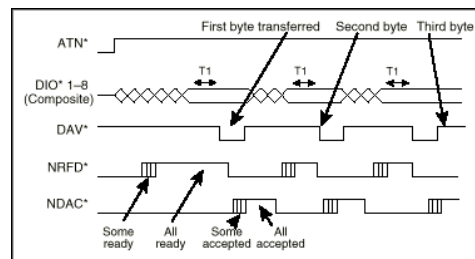 First byte transferred Second byte Third byte
ATN*
T1 T1 T1
DIO* 1–8
(Composite)
DAV*
NRFD*
NDAC*
Some ready
All ready
Some accepted
All accepted